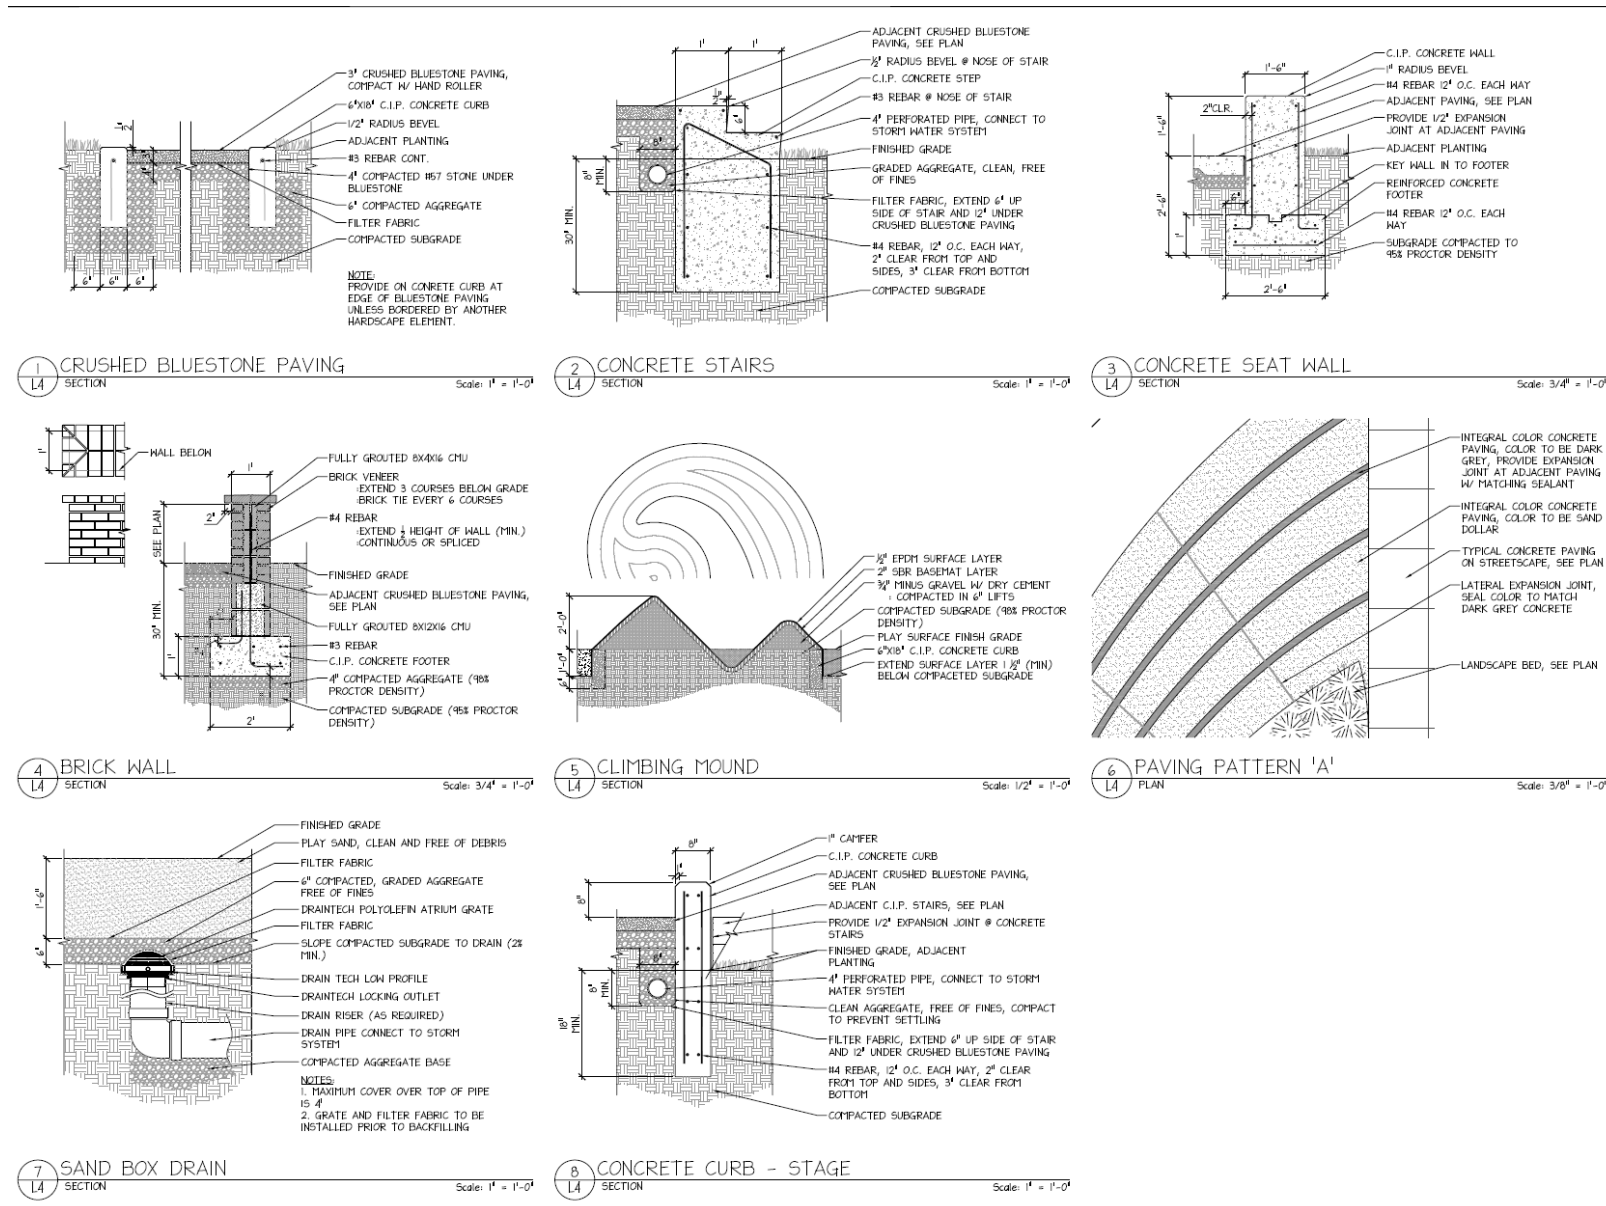 3" CRUSHED BLUESTONE PAVING,
COMPACT W/ HAND ROLLER
6"X18" C.I.P. CONCRETE CURB
1/2" RADIUS BEVEL
ADJACENT PLANTING
#3 REBAR CONT.
4" COMPACTED #57 STONE UNDER
BLUESTONE
6" COMPACTED AGGREGATE
FILTER FABRIC
COMPACTED SUBGRADE
NOTE:
PROVIDE ON CONRETE CURB AT
EDGE OF BLUESTONE PAVING
UNLESS BORDERED BY ANOTHER
HARDSCAPE ELEMENT.
1/2"
3"
4"
6" 6" 6"
1
L4
CRUSHED BLUESTONE PAVING
SECTION
Scale: 1" = 1'-0"
1' 1'
1/2"
6"
8"
8"
MIN.
30" MIN.
ADJACENT CRUSHED BLUESTONE
PAVING, SEE PLAN
1/2" RADIUS BEVEL @ NOSE OF STAIR
C.I.P. CONCRETE STEP
#3 REBAR @ NOSE OF STAIR
4" PERFORATED PIPE, CONNECT TO
STORM WATER SYSTEM
FINISHED GRADE
GRADED AGGREGATE, CLEAN, FREE
OF FINES
FILTER FABRIC, EXTEND 6" UP
SIDE OF STAIR AND 12" UNDER
CRUSHED BLUESTONE PAVING
#4 REBAR, 12" O.C. EACH WAY,
2" CLEAR FROM TOP AND
SIDES, 3" CLEAR FROM BOTTOM
COMPACTED SUBGRADE
2
L4
CONCRETE STAIRS
SECTION
Scale: 1" = 1'-0"
1'-6"
2"CLR.
1'-6"
2'-6"
6"
1'
2'-6"
C.I.P. CONCRETE WALL
1" RADIUS BEVEL
#4 REBAR 12" O.C. EACH WAY
ADJACENT PAVING, SEE PLAN
PROVIDE 1/2" EXPANSION
JOINT AT ADJACENT PAVING
ADJACENT PLANTING
KEY WALL IN TO FOOTER
REINFORCED CONCRETE
FOOTER
#4 REBAR 12" O.C. EACH
WAY
SUBGRADE COMPACTED TO
95% PROCTOR DENSITY
3
L4
CONCRETE SEAT WALL
SECTION
Scale: 3/4" = 1'-0"
1'
WALL BELOW
1'
2"
SEE PLAN
30" MIN.
1'
2'
FULLY GROUTED 8X4X16 CMU
BRICK VENEER
:EXTEND 3 COURSES BELOW GRADE
:BRICK TIE EVERY 6 COURSES
#4 REBAR
:EXTEND 1/2 HEIGHT OF WALL (MIN.)
:CONTINUOUS OR SPLICED
FINISHED GRADE
ADJACENT CRUSHED BLUESTONE PAVING,
SEE PLAN
FULLY GROUTED 8X12X16 CMU
#3 REBAR
C.I.P. CONCRETE FOOTER
4" COMPACTED AGGREGATE (98%
PROCTOR DENSITY)
COMPACTED SUBGRADE (95% PROCTOR
DENSITY)
4
L4
BRICK WALL
SECTION
Scale: 3/4" = 1'-0"
2'-0"
1'-0"
6"
1/2" EPDM SURFACE LAYER
2" SBR BASEMAT LAYER
3/4" MINUS GRAVEL W/ DRY CEMENT
: COMPACTED IN 6" LIFTS
COMPACTED SUBGRADE (98% PROCTOR
DENSITY)
PLAY SURFACE FINISH GRADE
6"X18" C.I.P. CONCRETE CURB
EXTEND SURFACE LAYER 1 1/2" (MIN)
BELOW COMPACETED SUBGRADE
5
L4
CLIMBING MOUND
SECTION
Scale: 1/2" = 1'-0"
INTEGRAL COLOR CONCRETE
PAVING, COLOR TO BE DARK
GREY, PROVIDE EXPANSION
JOINT AT ADJACENT PAVING
W/ MATCHING SEALANT
INTEGRAL COLOR CONCRETE
PAVING, COLOR TO BE SAND
DOLLAR
TYPICAL CONCRETE PAVING
ON STREETSCAPE, SEE PLAN
LATERAL EXPANSION JOINT,
SEAL COLOR TO MATCH
DARK GREY CONCRETE
LANDSCAPE BED, SEE PLAN
6
L4
PAVING PATTERN 'A'
PLAN
Scale: 3/8" = 1'-0"
1'-6"
6"
FINISHED GRADE
PLAY SAND, CLEAN AND FREE OF DEBRIS
FILTER FABRIC
6" COMPACTED, GRADED AGGREGATE
FREE OF FINES
DRAINTECH POLYOLEFIN ATRIUM GRATE
FILTER FABRIC
SLOPE COMPACTED SUBGRADE TO DRAIN (2%
MIN.)
DRAIN TECH LOW PROFILE
DRAINTECH LOCKING OUTLET
DRAIN RISER (AS REQUIRED)
DRAIN PIPE CONNECT TO STORM
SYSTEM
COMPACTED AGGREGATE BASE
NOTES:
1. MAXIMUM COVER OVER TOP OF PIPE
IS 4'
2. GRATE AND FILTER FABRIC TO BE
INSTALLED PRIOR TO BACKFILLING
7
L4
SAND BOX DRAIN
SECTION
Scale: 1" = 1'-0"
8"
1"
8"
8"
8"
MIN.
18"
MIN.
1" CAMFER
C.I.P. CONCRETE CURB
ADJACENT CRUSHED BLUESTONE PAVING,
SEE PLAN
ADJACENT C.I.P. STAIRS, SEE PLAN
PROVIDE 1/2" EXPANSION JOINT @ CONCRETE
STAIRS
FINISHED GRADE, ADJACENT
PLANTING
4" PERFORATED PIPE, CONNECT TO STORM
WATER SYSTEM
CLEAN AGGREGATE, FREE OF FINES, COMPACT
TO PREVENT SETTLING
FILTER FABRIC, EXTEND 6" UP SIDE OF STAIR
AND 12" UNDER CRUSHED BLUESTONE PAVING
#4 REBAR, 12" O.C. EACH WAY, 2" CLEAR
FROM TOP AND SIDES, 3" CLEAR FROM
BOTTOM
COMPACTED SUBGRADE
8
L4
CONCRETE CURB - STAGE
SECTION
Scale: 1" = 1'-0"